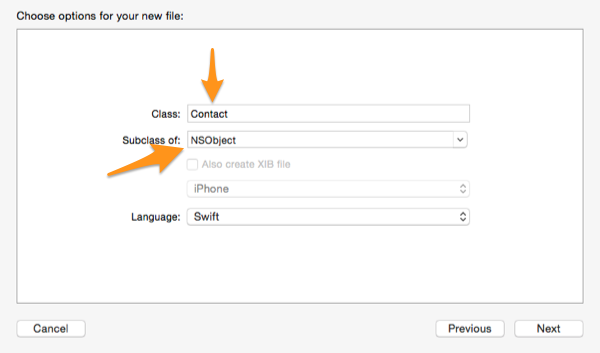 Choose options for your new file:
Class: Contact
Subclass of: NSObject
Also create XIB file
iPhone
Language: Swift
Cancel Previous Next